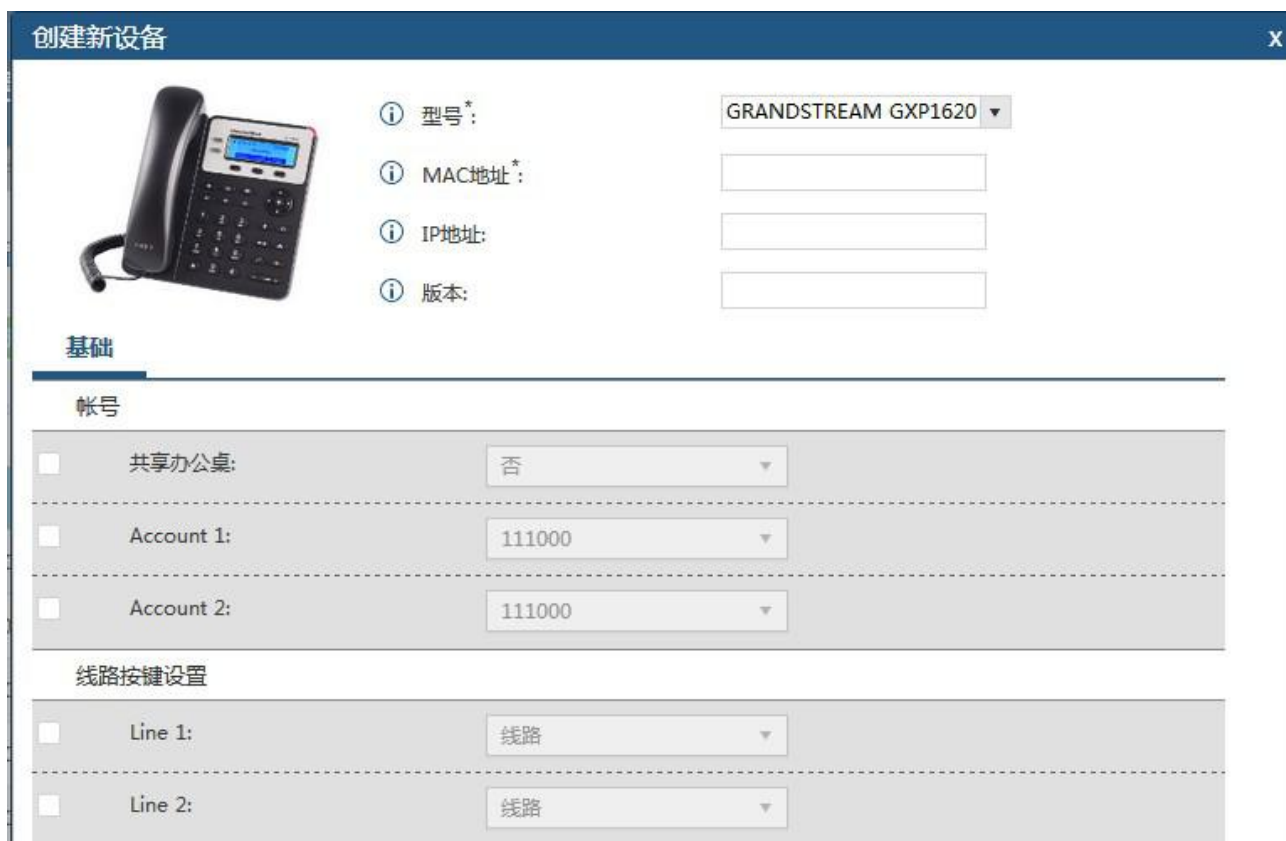 创建新设备 X
型号*: GRANDSTREAM GXP1620
MAC地址*:
IP地址:
版本:
基础
帐号
共享办公桌: 否
Account 1: 111000
Account 2: 111000
线路按键设置
Line 1: 线路
Line 2: 线路